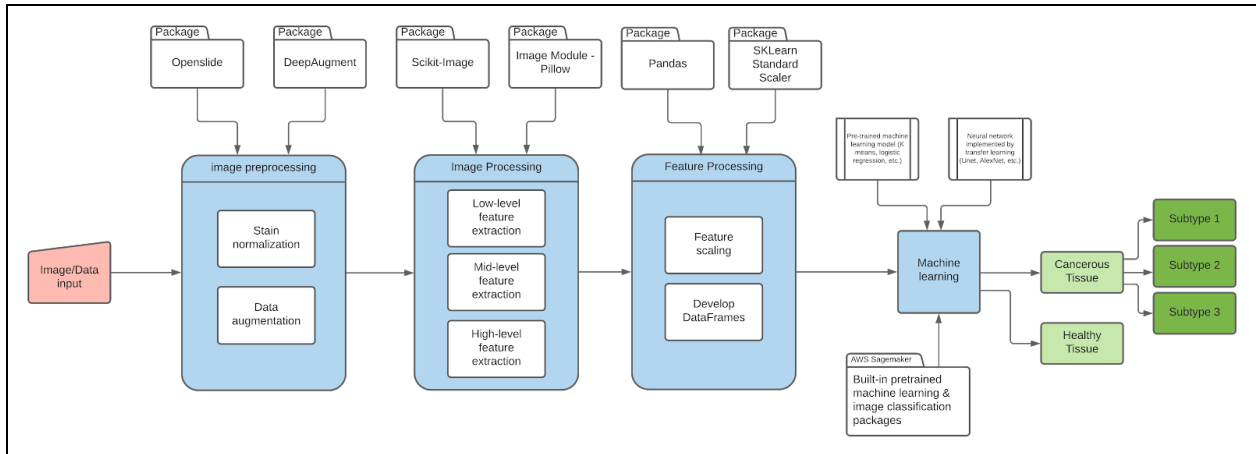 Package
Openslide
Package
DeepAugment
Package
Scikit-Image
Package
Image Module -
Pillow
Package
Pandas
Package
SKLearn
Standard
Scaler
Pre-trained machine
learning model (K
means, logistic
regression, etc.)
Neural network
implemented by
transfer learning
(Unet, AlexNet, etc.)
Image/Data
input
image preprocessing
Stain
normalization
Data
augmentation
Image Processing
Low-level
feature
extraction
Mid-level
feature
extraction
High-level
feature
extraction
Feature Processing
Feature
scaling
Develop
DataFrames
Machine
learning
AWS Sagemaker
Built-in pretrained
machine learning &
image classification
packages
Cancerous
Tissue
Healthy
Tissue
Subtype 1
Subtype 2
Subtype 3